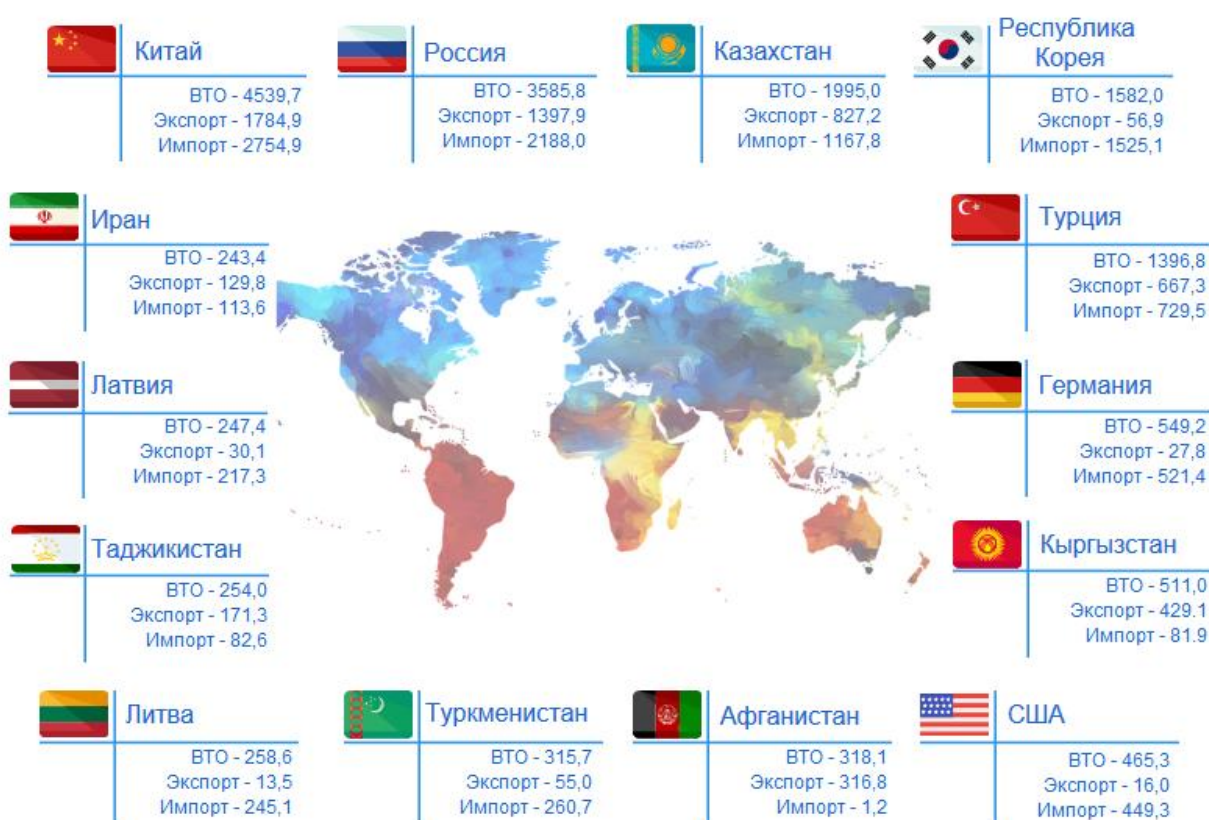 Китай
ВТО - 4539,7
Экспорт - 1784,9
Импорт - 2754,9
Россия
ВТО - 3585,8
Экспорт - 1397,9
Импорт - 2188,0
Казахстан
ВТО - 1995,0
Экспорт - 827,2
Импорт - 1167,8
Республика
Корея
ВТО - 1582,0
Экспорт - 56,9
Импорт - 1525,1
Иран
ВТО - 243,4
Экспорт - 129,8
Импорт - 113,6
Турция
ВТО - 1396,8
Экспорт - 667,3
Импорт - 729,5
Латвия
ВТО - 247,4
Экспорт - 30,1
Импорт - 217,3
Германия
ВТО - 549,2
Экспорт - 27,8
Импорт - 521,4
Таджикистан
ВТО - 254,0
Экспорт - 171,3
Импорт - 82,6
Кыргызстан
ВТО - 511,0
Экспорт - 429.1
Импорт - 81.9
Литва
ВТО - 258,6
Экспорт - 13,5
Импорт - 245,1
Туркменистан
ВТО - 315,7
Экспорт - 55,0
Импорт - 260,7
Афганистан
ВТО - 318,1
Экспорт - 316,8
Импорт - 1,2
США
ВТО - 465,3
Экспорт - 16,0
Импорт - 449,3